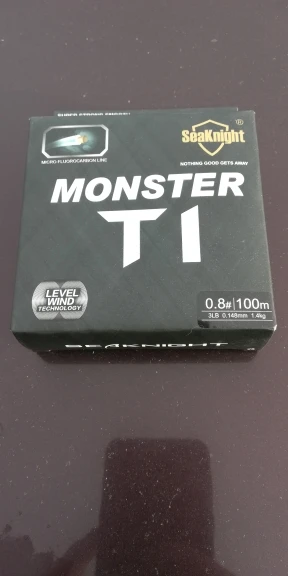 SUPER STRONG
SeaKnight®
MICRO FLUOROCARBON LINE
NOTHING GOOD GETS AWAY
MONSTER
T1
LEVEL
WIND
TECHNOLOGY
0.8#|100m
3LB 0.148mm 1.4kg
SEAKNIGHT